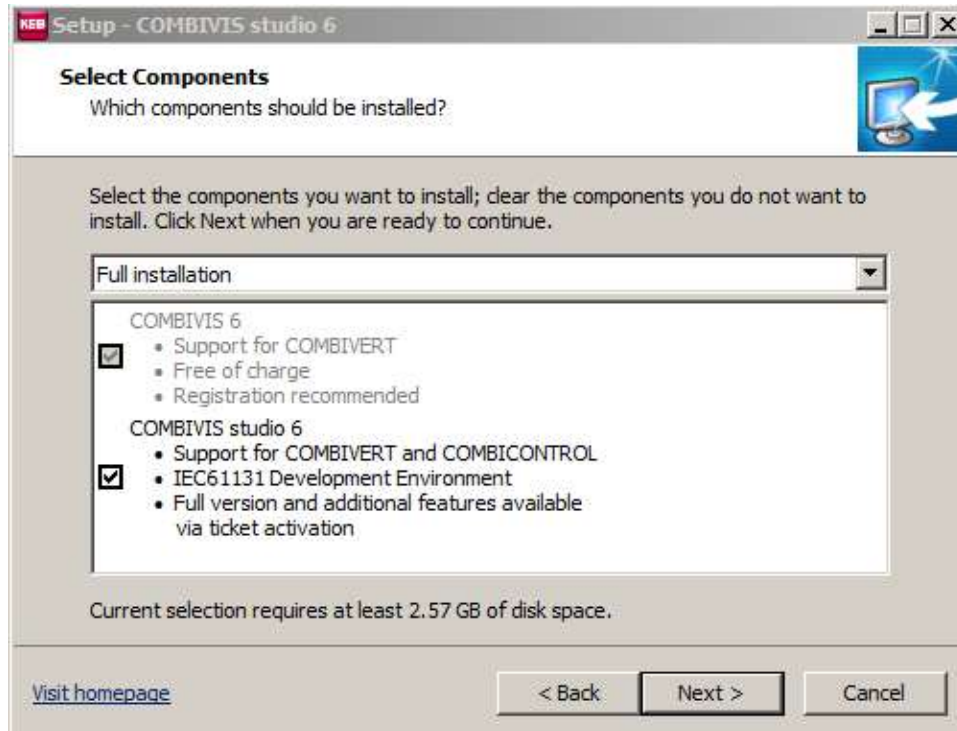 KEB Setup - COMBIVIS studio 6
Select Components
Which components should be installed?
Select the components you want to install; clear the components you do not want to
install. Click Next when you are ready to continue.
Full installation
COMBIVIS 6
• Support for COMBIVERT
• Free of charge
• Registration recommended
COMBIVIS studio 6
• Support for COMBIVERT and COMBICONTROL
• IEC61131 Development Environment
• Full version and additional features available
via ticket activation
Current selection requires at least 2.57 GB of disk space.
Visit homepage
< Back
Next >
Cancel